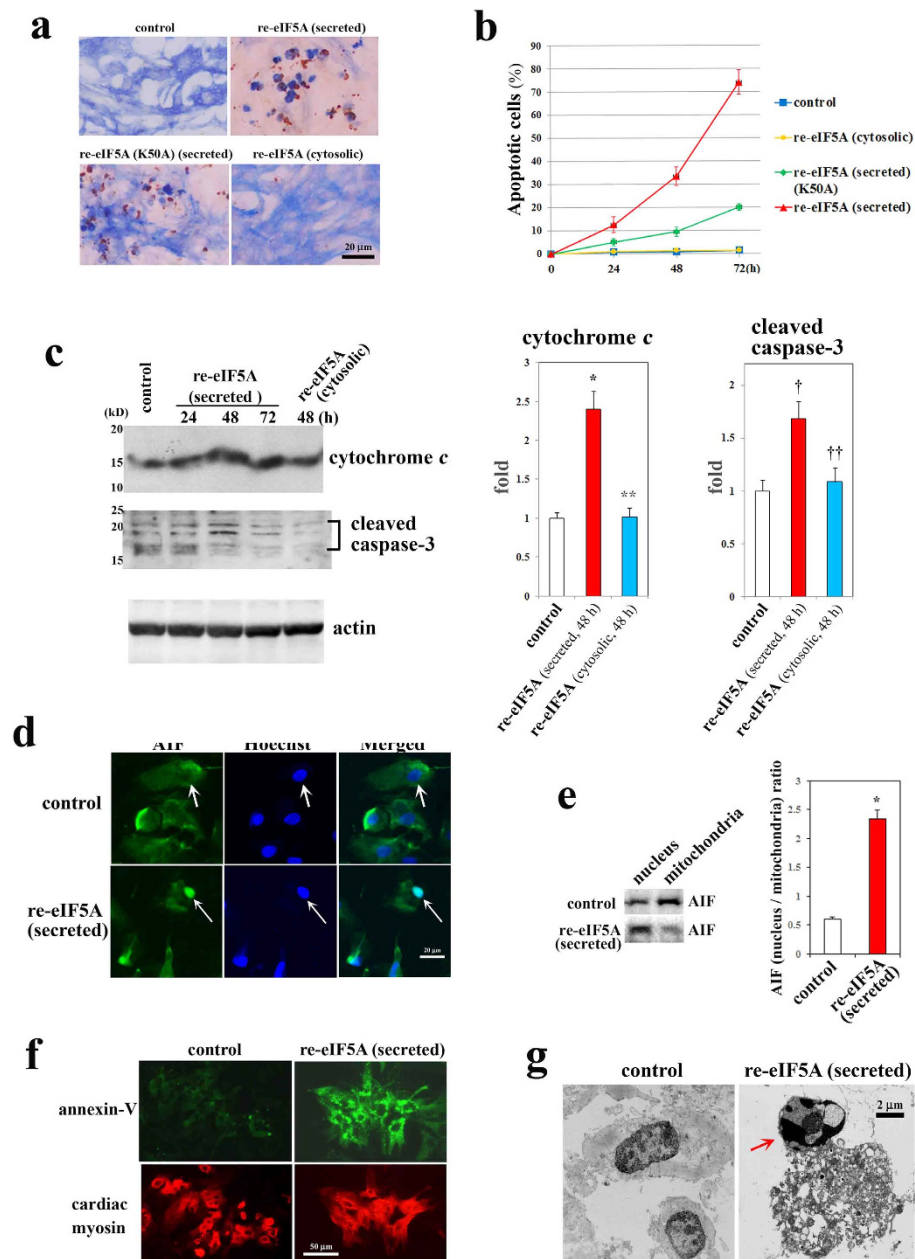 a
control
re-eIF5A (secreted)
re-eIF5A (K50A) (secreted)
re-eIF5A (cytosolic)
20 μm
b
Apoptotic cells (%)
90
80
70
60
50
40
30
20
10
0
0
24
48
72(h)
control
re-eIF5A (cytosolic)
re-eIF5A (secreted)
(K50A)
re-eIF5A (secreted)
c
control
re-eIF5A
(secreted )
re-eIF5A
(cytosolic)
(kD)
24
48
72
48 (h)
20
15
10
cytochrome c
25
20
15
cleaved
caspase-3
actin
cytochrome c
fold
3
2.5
2
1.5
1
0.5
0
*
**
control
re-eIF5A (secreted, 48 h)
re-eIF5A (cytosolic, 48 h)
cleaved
caspase-3
fold
2
1.5
1
0.5
0
†
††
control
re-eIF5A (secreted, 48 h)
re-eIF5A (cytosolic, 48 h)
d
AIF
Hoechst
Merged
control
re-eIF5A
(secreted)
20 μm
e
nucleus
mitochondria
control
AIF
re-eIF5A
(secreted)
AIF
AIF (nucleus / mitochondria) ratio
3
2.5
2
1.5
1
0.5
0
*
control
re-eIF5A
(secreted)
f
control
re-eIF5A (secreted)
annexin-V
cardiac
myosin
50 μm
g
control
re-eIF5A (secreted)
2 μm